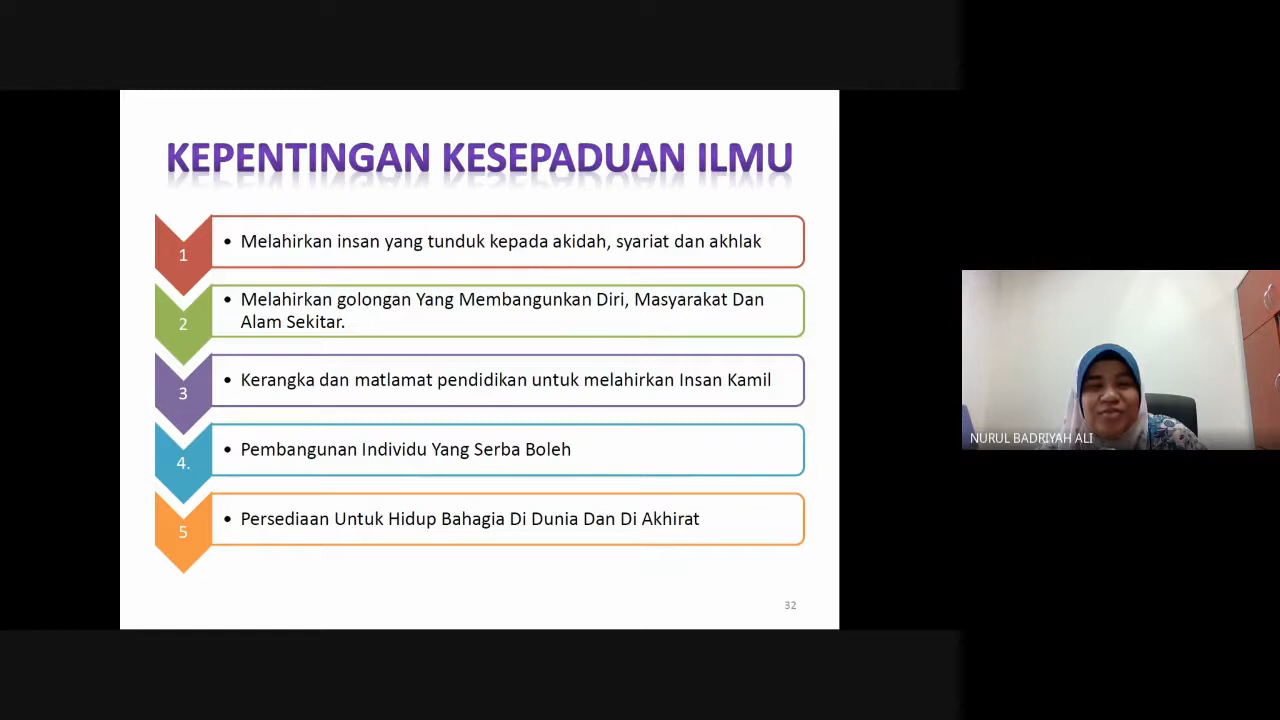 KEPENTINGAN KESEPADUAN ILMU
1
• Melahirkan insan yang tunduk kepada akidah, syariat dan akhlak
2
• Melahirkan golongan Yang Membangunkan Diri, Masyarakat Dan
Alam Sekitar.
3
• Kerangka dan matlamat pendidikan untuk melahirkan Insan Kamil
4.
• Pembangunan Individu Yang Serba Boleh
5
• Persediaan Untuk Hidup Bahagia Di Dunia Dan Di Akhirat
32
NURUL BADRIYAH ALI